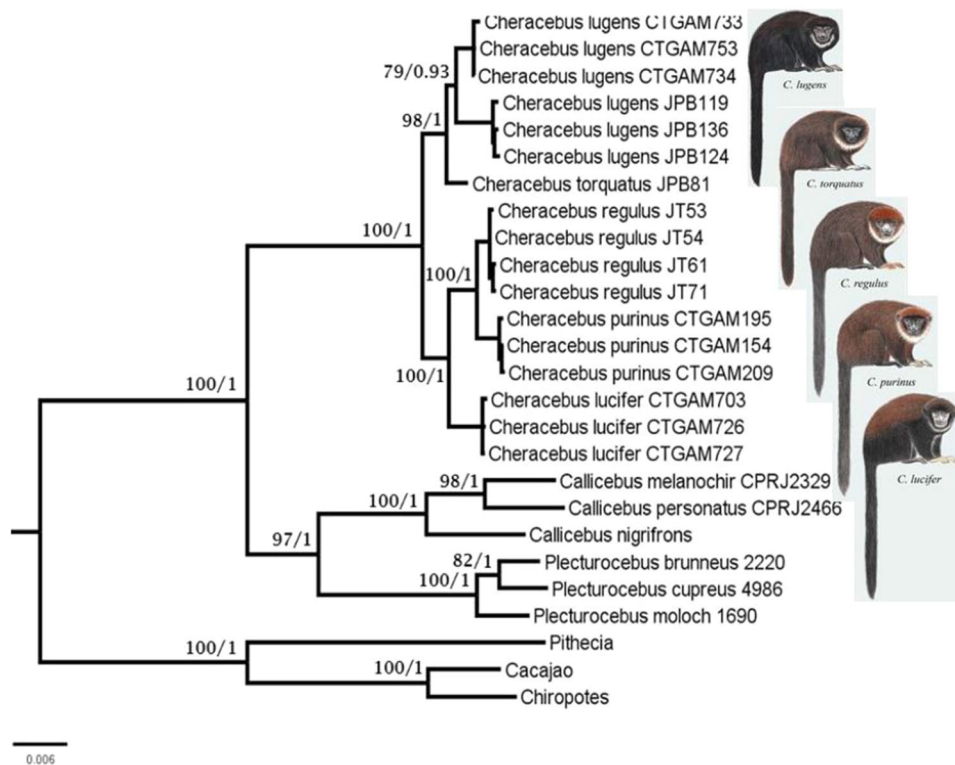 Cheracebus lugens CTGAM733
Cheracebus lugens CTGAM753
79/0.93
Cheracebus lugens CTGAM734
C. lugens
Cheracebus lugens JPB119
98/1
Cheracebus lugens JPB136
Cheracebus lugens JPB124
Cheracebus torquatus JPB81
C. torquatus
Cheracebus regulus JT53
100/1
Cheracebus regulus JT54
Cheracebus regulus JT61
100/1
C. regulus
Cheracebus regulus JT71
Cheracebus purinus CTGAM195
Cheracebus purinus CTGAM154
Cheracebus purinus CTGAM209
100/1
100/1
C. purinus
Cheracebus lucifer CTGAM703
Cheracebus lucifer CTGAM726
Cheracebus lucifer CTGAM727
98/1
Callicebus melanochir CPRJ2329
C. lucifer
100/1
Callicebus personatus CPRJ2466
97/1
Callicebus nigrifrons
82/1
Plecturocebus brunneus 2220
100/1
Plecturocebus cupreus 4986
Plecturocebus moloch 1690
100/1
Pithecia
100/1
Cacajao
Chiropotes
0.006